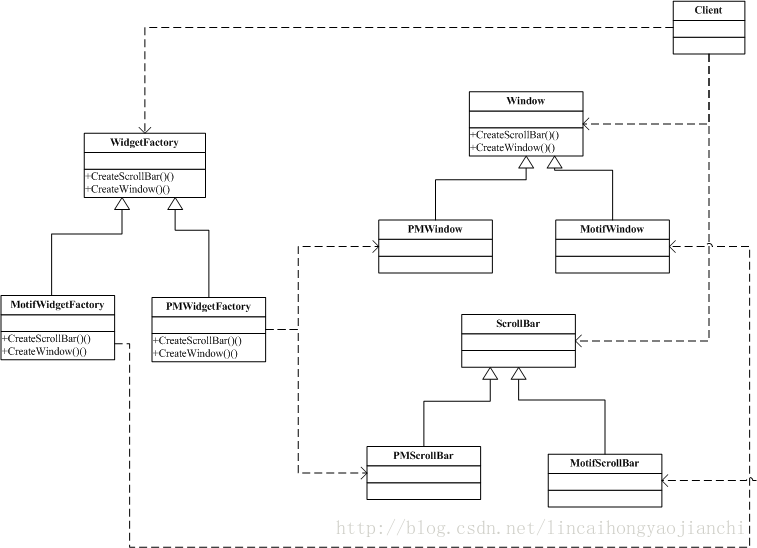 Client
Window
+CreateScrollBar()()
+CreateWindow()()
WidgetFactory
+CreateScrollBar()()
+CreateWindow()()
PMWindow
MotifWindow
MotifWidgetFactory
+CreateScrollBar()()
+CreateWindow()()
PMWidgetFactory
+CreateScrollBar()()
+CreateWindow()()
ScrollBar
PMScrollBar
MotifScrollBar
http://blog.csdn.net/lincaihongyaojianchi